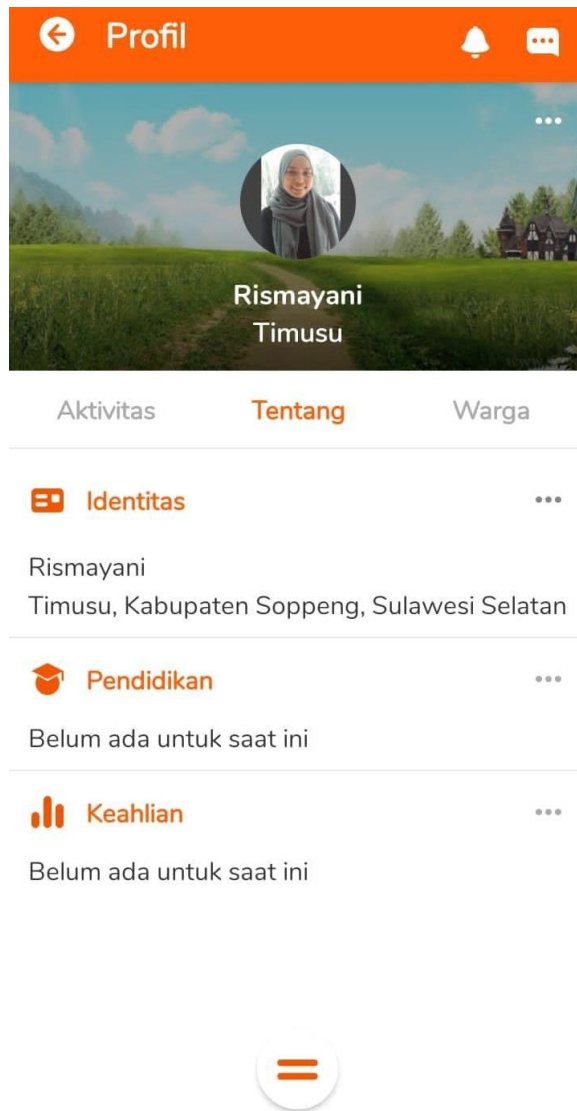 Profil
Rismayani
Timusu
Aktivitas Tentang Warga
Identitas
Rismayani
Timusu, Kabupaten Soppeng, Sulawesi Selatan
Pendidikan
Belum ada untuk saat ini
Keahlian
Belum ada untuk saat ini